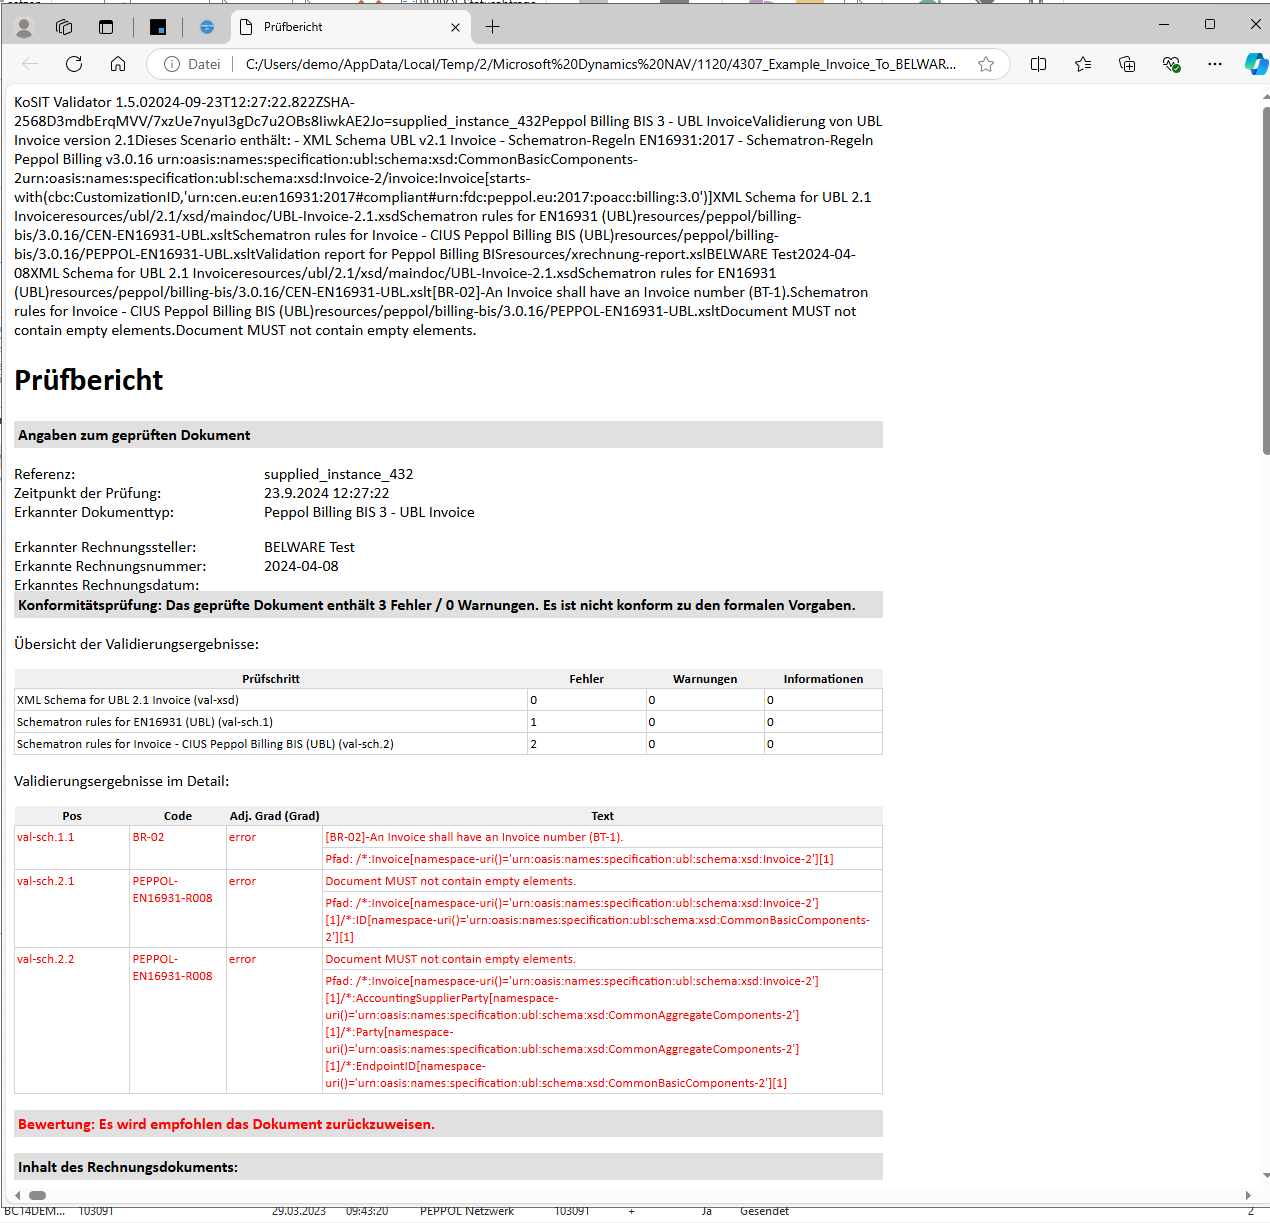 Prüfbericht
Datei
C:/Users/demo/AppData/Local/Temp/2/Microsoft%20Dynamics%20NAV/1120/4307_Example_Invoice_To_BELWAR...
KoSIT Validator 1.5.02024-09-23T12:27:22.822ZSHA-
2568D3mdbErqMVV/7xzUe7nyuI3gDc7u2OBs8IiwkAE2Jo=supplied_instance_432Peppol Billing BIS 3 - UBL InvoiceValidierung von UBL
Invoice version 2.1Dieses Scenario enthält: - XML Schema UBL v2.1 Invoice - Schematron-Regeln EN16931:2017 - Schematron-Regeln
Peppol Billing v3.0.16 urn:oasis:names:specification:ubl:schema:xsd:CommonBasicComponents-
2urn:oasis:names:specification:ubl:schema:xsd:Invoice-2/invoice:Invoice[starts-
with(cbc:CustomizationID,'urn:cen.eu:en16931:2017#compliant#urn:fdc:peppol.eu:2017:poacc:billing:3.0')]XML Schema for UBL 2.1
Invoiceresources/ubl/2.1/xsd/maindoc/UBL-Invoice-2.1.xsdSchematron rules for EN16931 (UBL)resources/peppol/billing-
bis/3.0.16/CEN-EN16931-UBL.xsltSchematron rules for Invoice - CIUS Peppol Billing BIS (UBL)resources/peppol/billing-
bis/3.0.16/PEPPOL-EN16931-UBL.xsltValidation report for Peppol Billing BISresources/xrechnung-report.xslBELWARE Test2024-04-
08XML Schema for UBL 2.1 Invoiceresources/ubl/2.1/xsd/maindoc/UBL-Invoice-2.1.xsdSchematron rules for EN16931
(UBL)resources/peppol/billing-bis/3.0.16/CEN-EN16931-UBL.xslt[BR-02]-An Invoice shall have an Invoice number (BT-1).Schematron
rules for Invoice - CIUS Peppol Billing BIS (UBL)resources/peppol/billing-bis/3.0.16/PEPPOL-EN16931-UBL.xsltDocument MUST not
contain empty elements.Document MUST not contain empty elements.
Prüfbericht
Angaben zum geprüften Dokument
Referenz: supplied_instance_432
Zeitpunkt der Prüfung: 23.9.2024 12:27:22
Erkannter Dokumenttyp: Peppol Billing BIS 3 - UBL Invoice
Erkannter Rechnungssteller: BELWARE Test
Erkannte Rechnungsnummer: 2024-04-08
Erkanntes Rechnungsdatum:
Konformitätsprüfung: Das geprüfte Dokument enthält 3 Fehler / 0 Warnungen. Es ist nicht konform zu den formalen Vorgaben.
Übersicht der Validierungsergebnisse:
Prüfschritt Fehler Warnungen Informationen
XML Schema for UBL 2.1 Invoice (val-xsd) 0 0 0
Schematron rules for EN16931 (UBL) (val-sch.1) 1 0 0
Schematron rules for Invoice - CIUS Peppol Billing BIS (UBL) (val-sch.2) 2 0 0
Validierungsergebnisse im Detail:
Pos Code Adj. Grad (Grad) Text
val-sch.1.1 BR-02 error [BR-02]-An Invoice shall have an Invoice number (BT-1).
Pfad: /*:Invoice[namespace-uri()='urn:oasis:names:specification:ubl:schema:xsd:Invoice-2'][1]
val-sch.2.1 PEPPOL- error Document MUST not contain empty elements.
EN16931-R008 Pfad: /*:Invoice[namespace-uri()='urn:oasis:names:specification:ubl:schema:xsd:Invoice-2']
[1]/*:ID[namespace-uri()='urn:oasis:names:specification:ubl:schema:xsd:CommonBasicComponents-
2'][1]
val-sch.2.2 PEPPOL- error Document MUST not contain empty elements.
EN16931-R008 Pfad: /*:Invoice[namespace-uri()='urn:oasis:names:specification:ubl:schema:xsd:Invoice-2']
[1]/*:AccountingSupplierParty[namespace-
uri()='urn:oasis:names:specification:ubl:schema:xsd:CommonAggregateComponents-2']
[1]/*:Party[namespace-
uri()='urn:oasis:names:specification:ubl:schema:xsd:CommonAggregateComponents-2']
[1]/*:EndpointID[namespace-
uri()='urn:oasis:names:specification:ubl:schema:xsd:CommonBasicComponents-2'][1]
Bewertung: Es wird empfohlen das Dokument zurückzuweisen.
Inhalt des Rechnungsdokuments:
BC14DEM... 103091 29.03.2023 09:43:20 PEPPOL Netzwerk 103091 + Ja Gesendet 2